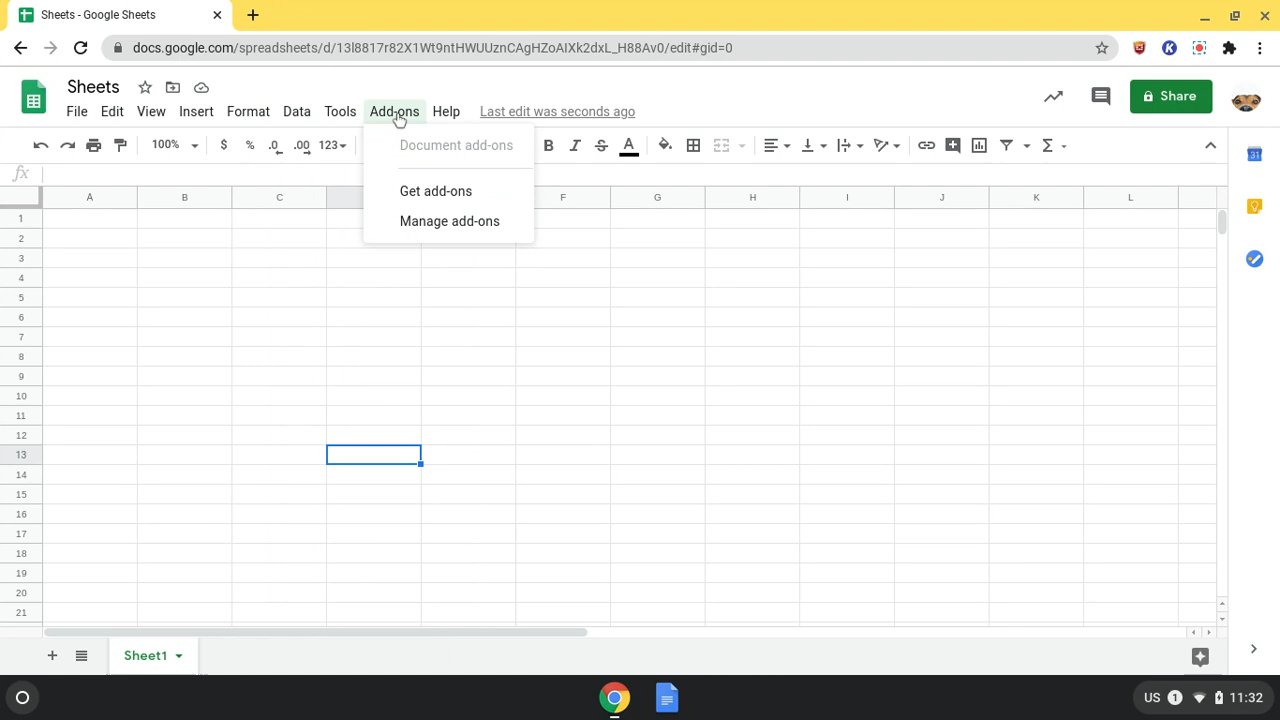 Sheets - Google Sheets
docs.google.com/spreadsheets/d/13l8817r82X1Wt9ntHWUUznCAgHZoAIXk2dxL_H88Av0/edit#gid=0
Sheets
File Edit View Insert Format Data Tools Add-ons Help Last edit was seconds ago
Share
100% $ % .0 .00 123 B I S A
Document add-ons
Get add-ons
Manage add-ons
fx
A B C F G H I J K L
1
2
3
4
5
6
7
8
9
10
11
12
13
14
15
16
17
18
19
20
21
31
Sheet1
US 1 11:32